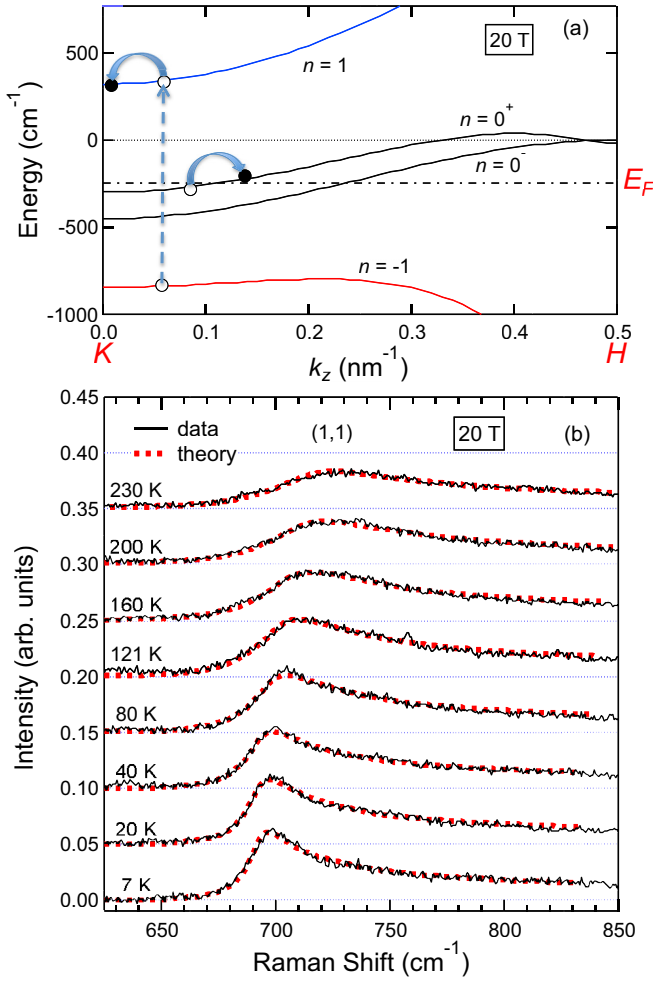 20 T
(a)
n = 1
n = 0+
n = 0-
n = -1
E_F
Energy (cm-1)
500
0
-500
-1000
0.0 0.1 0.2 0.3 0.4 0.5
K
H
kz (nm-1)
data
theory
(1,1)
20 T
(b)
0.45
0.40
0.35
0.30
0.25
0.20
0.15
0.10
0.05
0.00
230 K
200 K
160 K
121 K
80 K
40 K
20 K
7 K
Intensity (arb. units)
650 700 750 800 850
Raman Shift (cm-1)